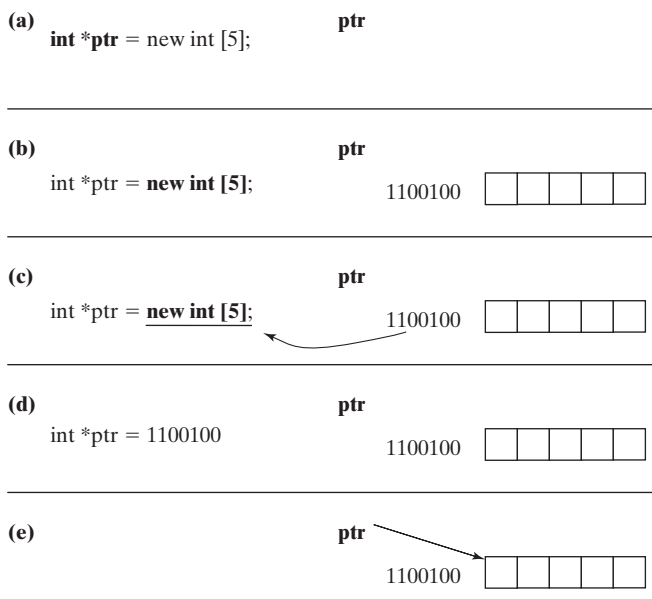 (a) ptr
int *ptr = new int [5];
(b) ptr
int *ptr = new int [5];
1100100
(c) ptr
int *ptr = new int [5];
1100100
(d) ptr
int *ptr = 1100100
1100100
(e) ptr
1100100